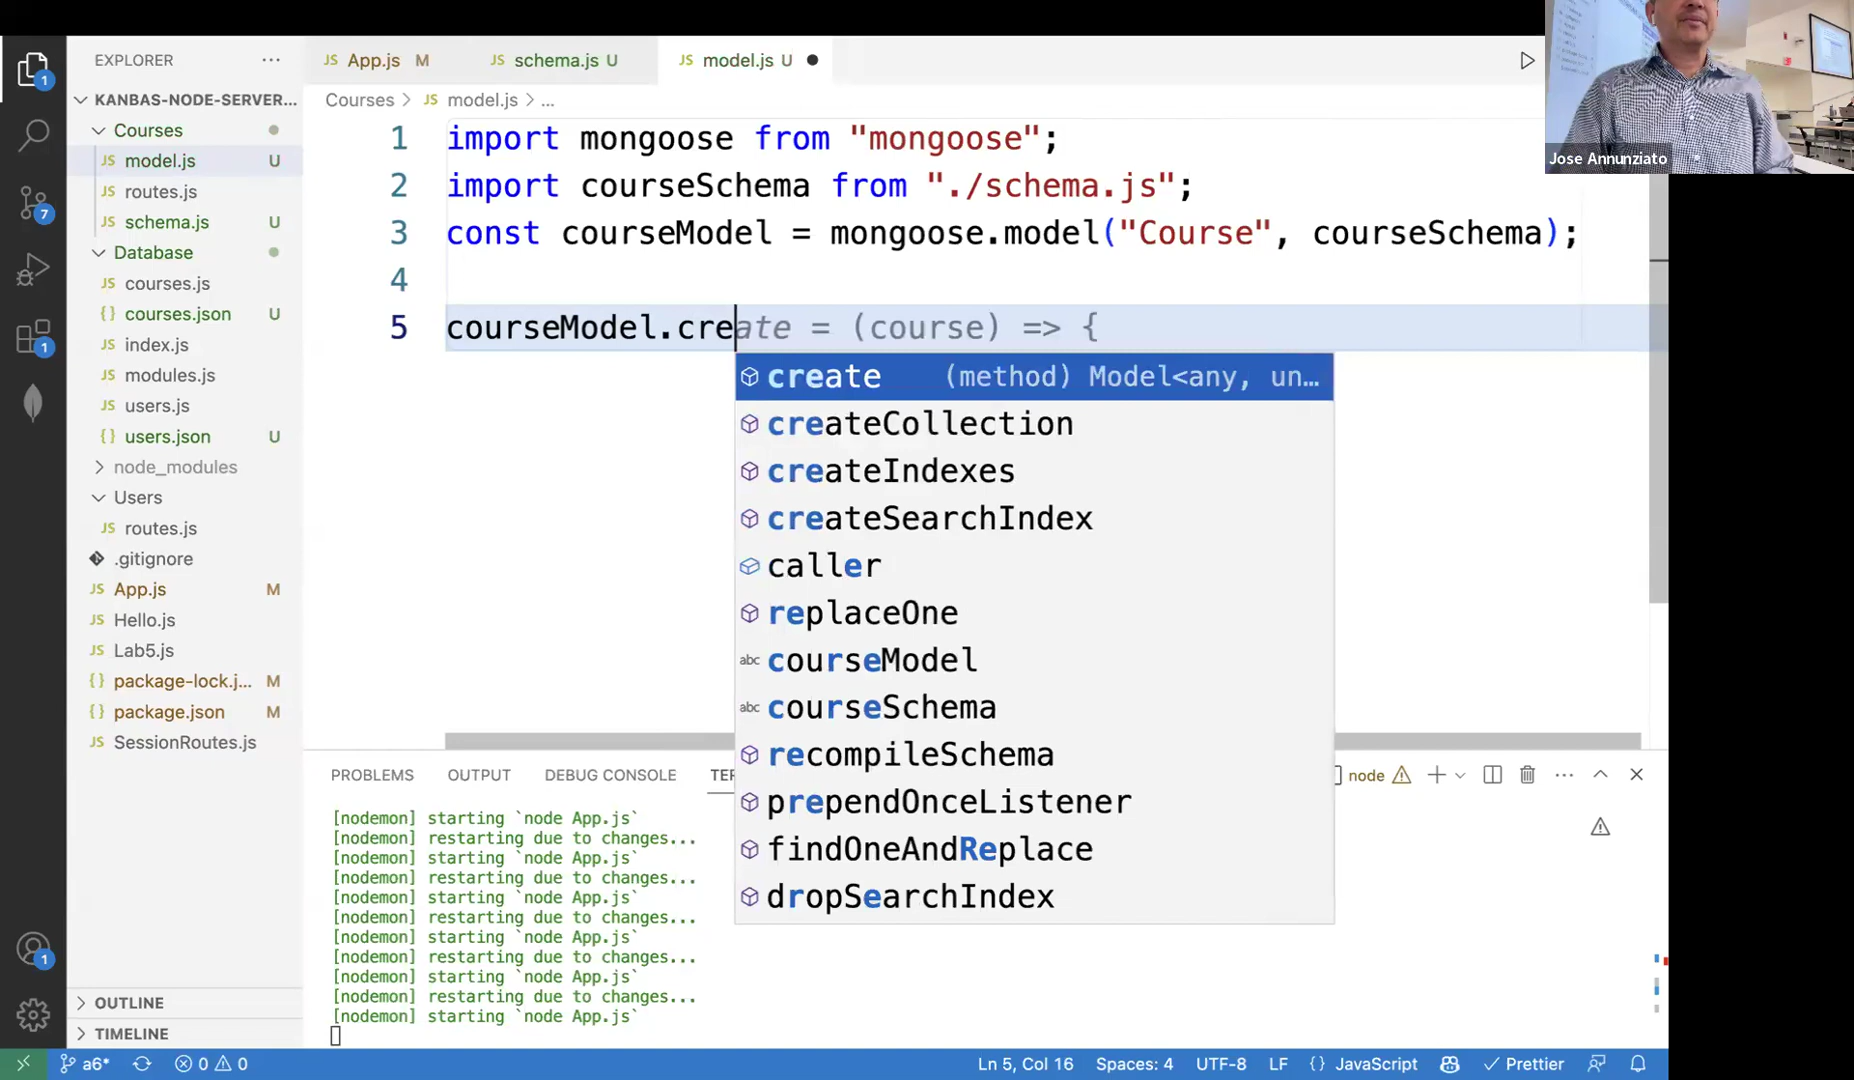 EXPLORER
···
KANBAS-NODE-SERVER...
Courses
JS model.js U
JS routes.js
JS schema.js U
Database
JS courses.js
{} courses.json U
JS index.js
JS modules.js
JS users.js
{} users.json U
node_modules
Users
JS routes.js
.gitignore
JS App.js M
JS Hello.js
JS Lab5.js
{} package-lock.j... M
{} package.json M
JS SessionRoutes.js
OUTLINE
TIMELINE
1
7
1
1
JS App.js M
JS schema.js U
JS model.js U
Courses > JS model.js > ...
1 import mongoose from "mongoose";
2 import courseSchema from "./schema.js";
3 const courseModel = mongoose.model("Course", courseSchema);
4
5 courseModel.create = (course) => {
create (method) Model<any, un...
createCollection
createIndexes
createSearchIndex
caller
replaceOne
abc courseModel
abc courseSchema
recompileSchema
prependOnceListener
findOneAndReplace
dropSearchIndex
PROBLEMS OUTPUT DEBUG CONSOLE TER
node
[nodemon] starting `node App.js`
[nodemon] restarting due to changes...
[nodemon] starting `node App.js`
[nodemon] restarting due to changes...
[nodemon] starting `node App.js`
[nodemon] restarting due to changes...
[nodemon] starting `node App.js`
[nodemon] restarting due to changes...
[nodemon] starting `node App.js`
[nodemon] restarting due to changes...
[nodemon] starting `node App.js`
Jose Annunziato
a6* 0 0 Ln 5, Col 16 Spaces: 4 UTF-8 LF {} JavaScript Prettier